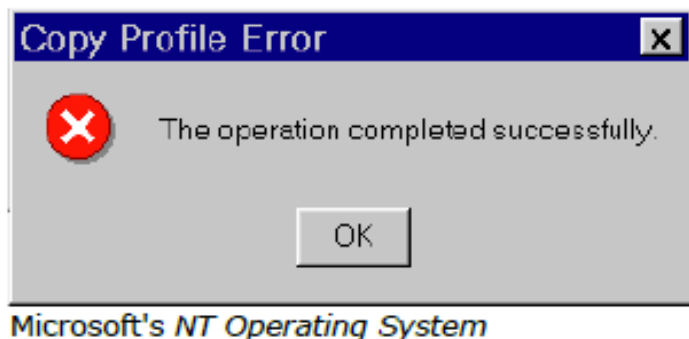 Copy Profile Error
The operation completed successfully.
OK
Microsoft's NT Operating System